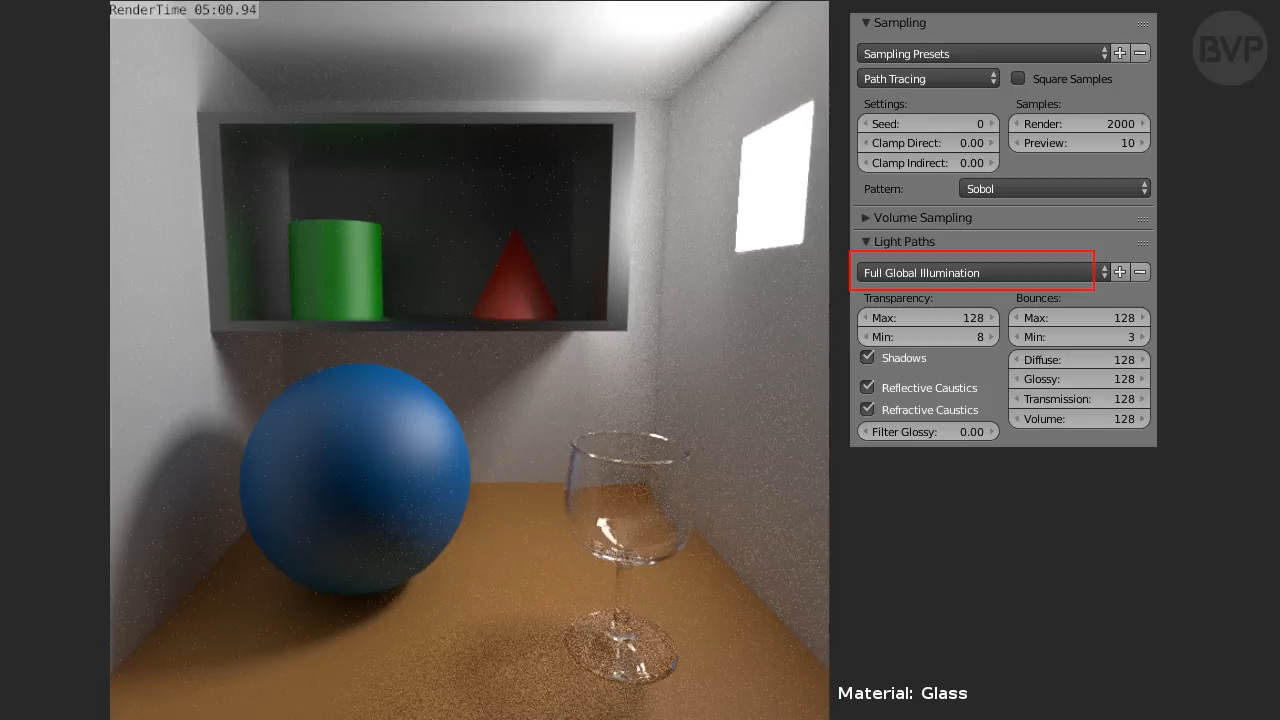 RenderTime 05:00.94
BVP
Sampling
Sampling Presets
Path Tracing
Square Samples
Settings:
Samples:
Seed: 0
Render: 2000
Clamp Direct: 0.00
Preview: 10
Clamp Indirect: 0.00
Pattern:
Sobol
Volume Sampling
Light Paths
Full Global Illumination
Transparency:
Bounces:
Max: 128
Max: 128
Min: 8
Min: 3
Shadows
Diffuse: 128
Reflective Caustics
Glossy: 128
Refractive Caustics
Transmission: 128
Filter Glossy: 0.00
Volume: 128
Material: Glass